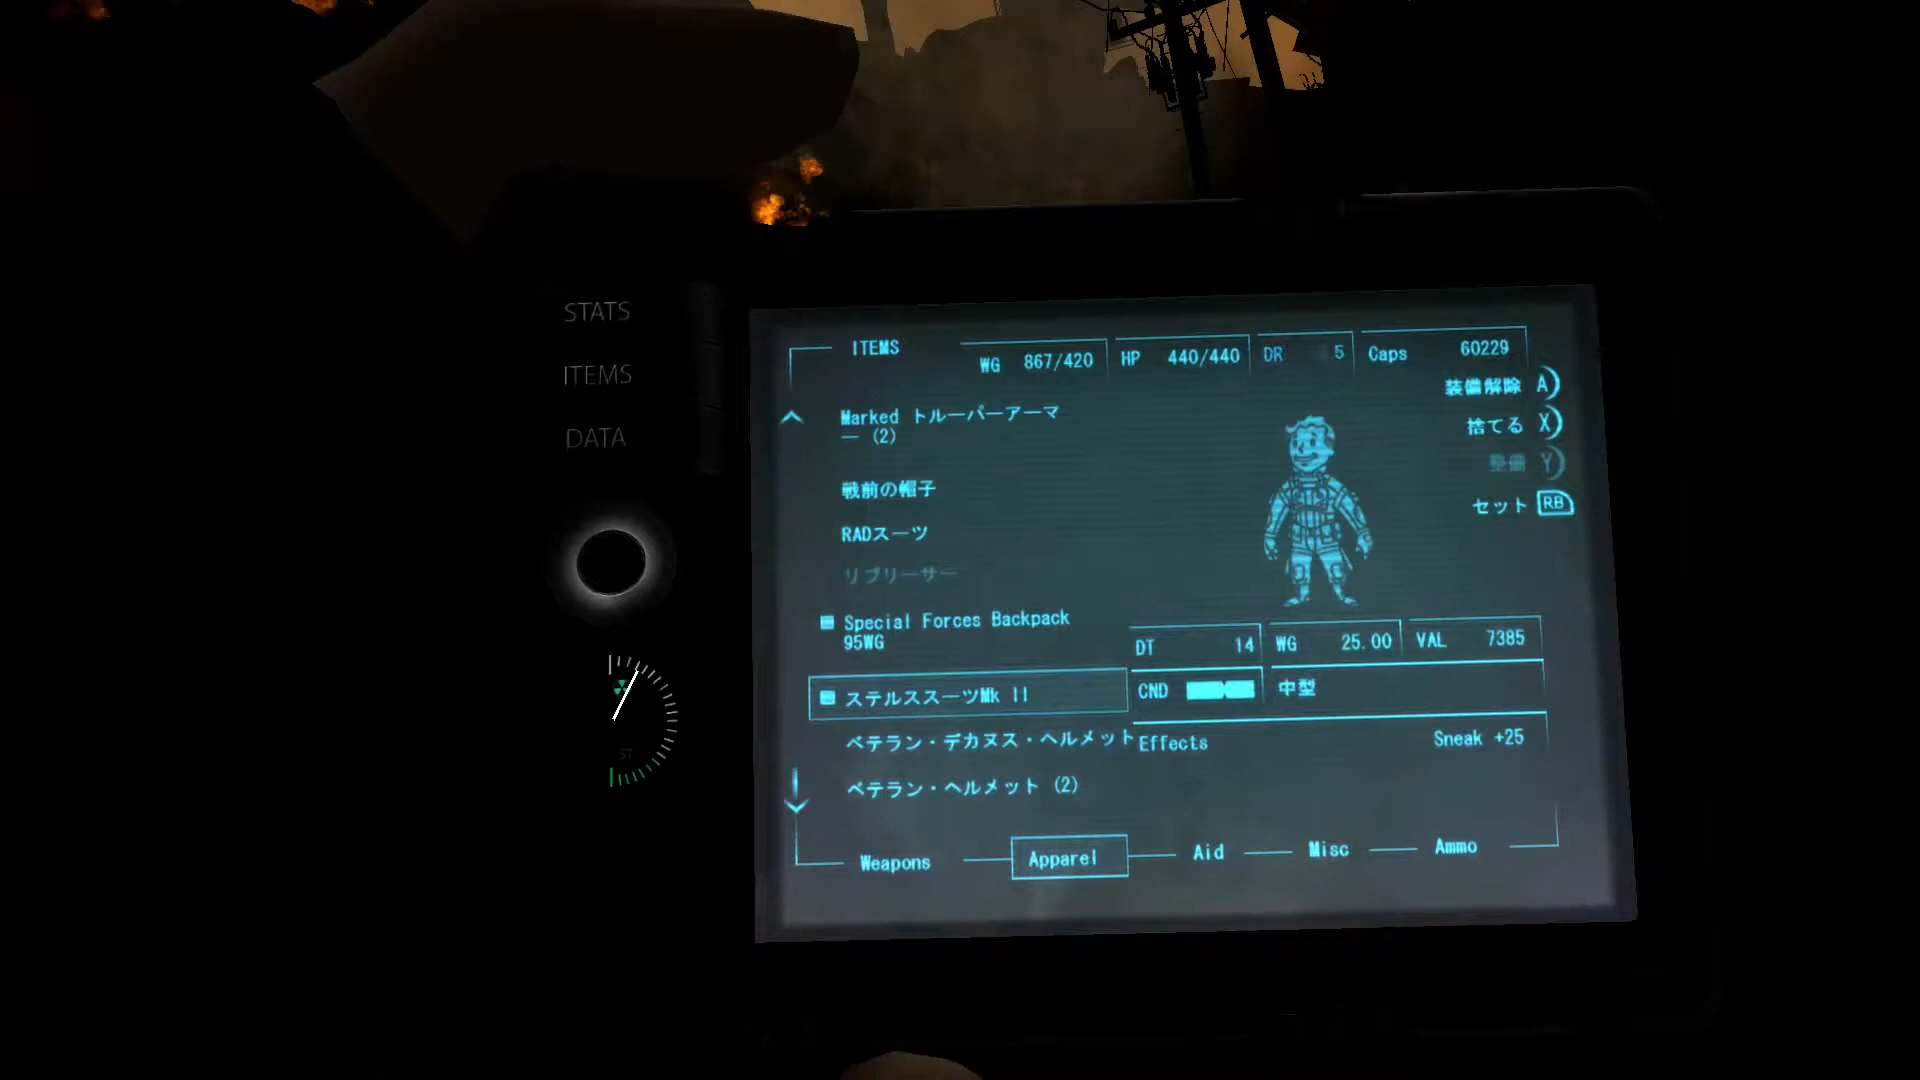 STATS
ITEMS
DATA
ST
ITEMS
WG 867/420
HP 440/440
DR 5
Caps 60229
装備解除 A)
捨てる X)
整備 Y)
セット RB
Marked トルーパーアーマ
ー (2)
戦前の帽子
RADスーツ
リブリーサー
Special Forces Backpack
95WG
ステルススーツMk II
ベテラン・デカヌス・ヘルメット
ベテラン・ヘルメット (2)
DT 14
WG 25.00
VAL 7385
CND
中型
Effects Sneak +25
Weapons
Apparel
Aid
Misc
Ammo